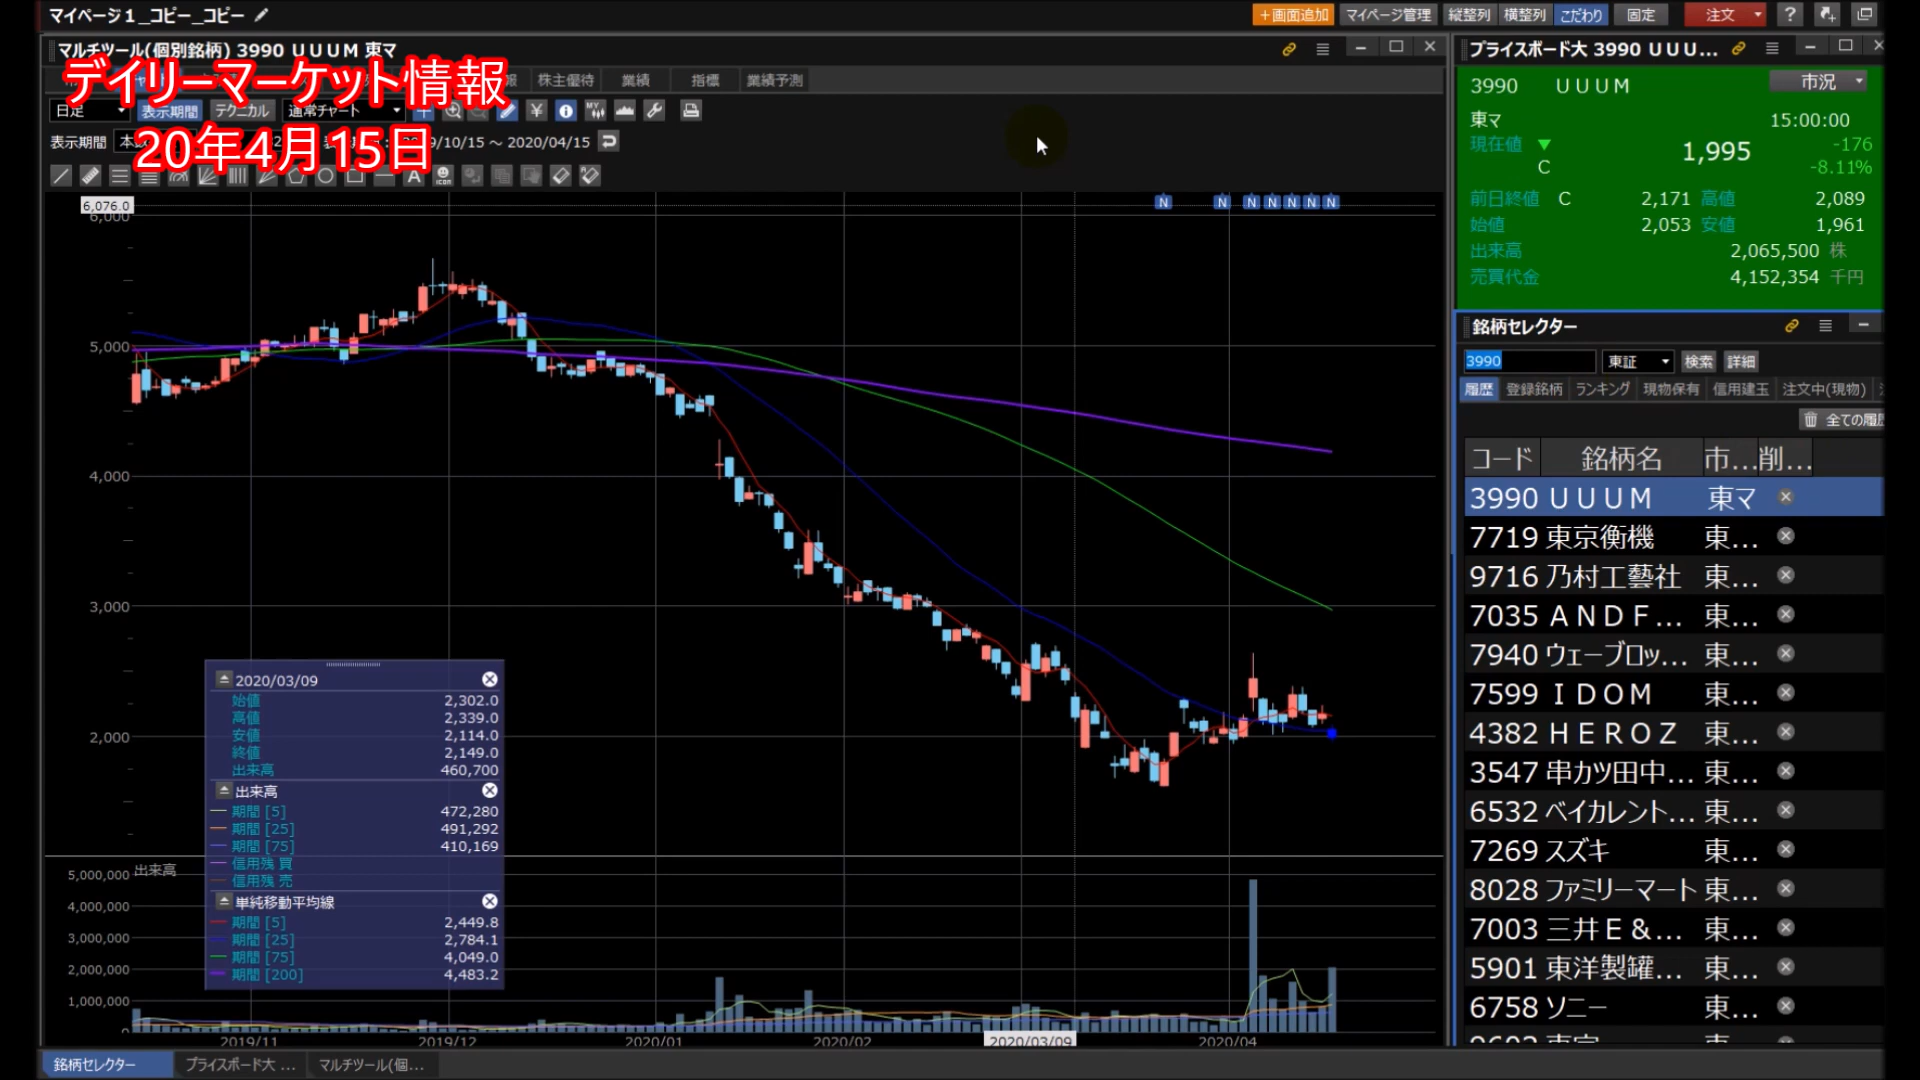 マイページ1_コピー_コピー
+画面追加 マイページ管理 縦整列 横整列 こだわり 固定 注文 ?
マルチツール(個別銘柄) 3990 UUUM 東マ
デイリーマーケット情報
株主優待 業績 指標 業績予測
日足 表示期間 テクニカル 通常チャート ¥
表示期間 2019/10/15 ~ 2020/04/15
20年4月15日
6,076.0
6,000
5,000
4,000
3,000
2,000
N N N N N N N
2020/03/09
始値 2,302.0
高値 2,339.0
安値 2,114.0
終値 2,149.0
出来高 460,700
出来高
期間 [5] 472,280
期間 [25] 491,292
期間 [75] 410,169
信用残 買
信用残 売
単純移動平均線
期間 [5] 2,449.8
期間 [25] 2,784.1
期間 [75] 4,049.0
期間 [200] 4,483.2
出来高
5,000,000
4,000,000
3,000,000
2,000,000
1,000,000
0
2019/11 2019/12 2020/01 2020/02 2020/03/09 2020/04
銘柄セレクター プライスボード大 ... マルチツール(個...
プライスボード大 3990 UUU...
3990 UUUM 市況
東マ 15:00:00
現在値 ▼ 1,995 -176
C -8.11%
前日終値 C 2,171 高値 2,089
始値 2,053 安値 1,961
出来高 2,065,500 株
売買代金 4,152,354 千円
銘柄セレクター
3990 東証 検索 詳細
履歴 登録銘柄 ランキング 現物保有 信用建玉 注文中(現物)
全ての履歴
コード 銘柄名 市... 削...
3990 UUUM 東マ
7719 東京衡機 東...
9716 乃村工藝社 東...
7035 ANDF... 東...
7940 ウェーブロッ... 東...
7599 IDOM 東...
4382 HEROZ 東...
3547 串カツ田中... 東...
6532 ベイカレント... 東...
7269 スズキ 東...
8028 ファミリーマート 東...
7003 三井E&... 東...
5901 東洋製罐... 東...
6758 ソニー 東...